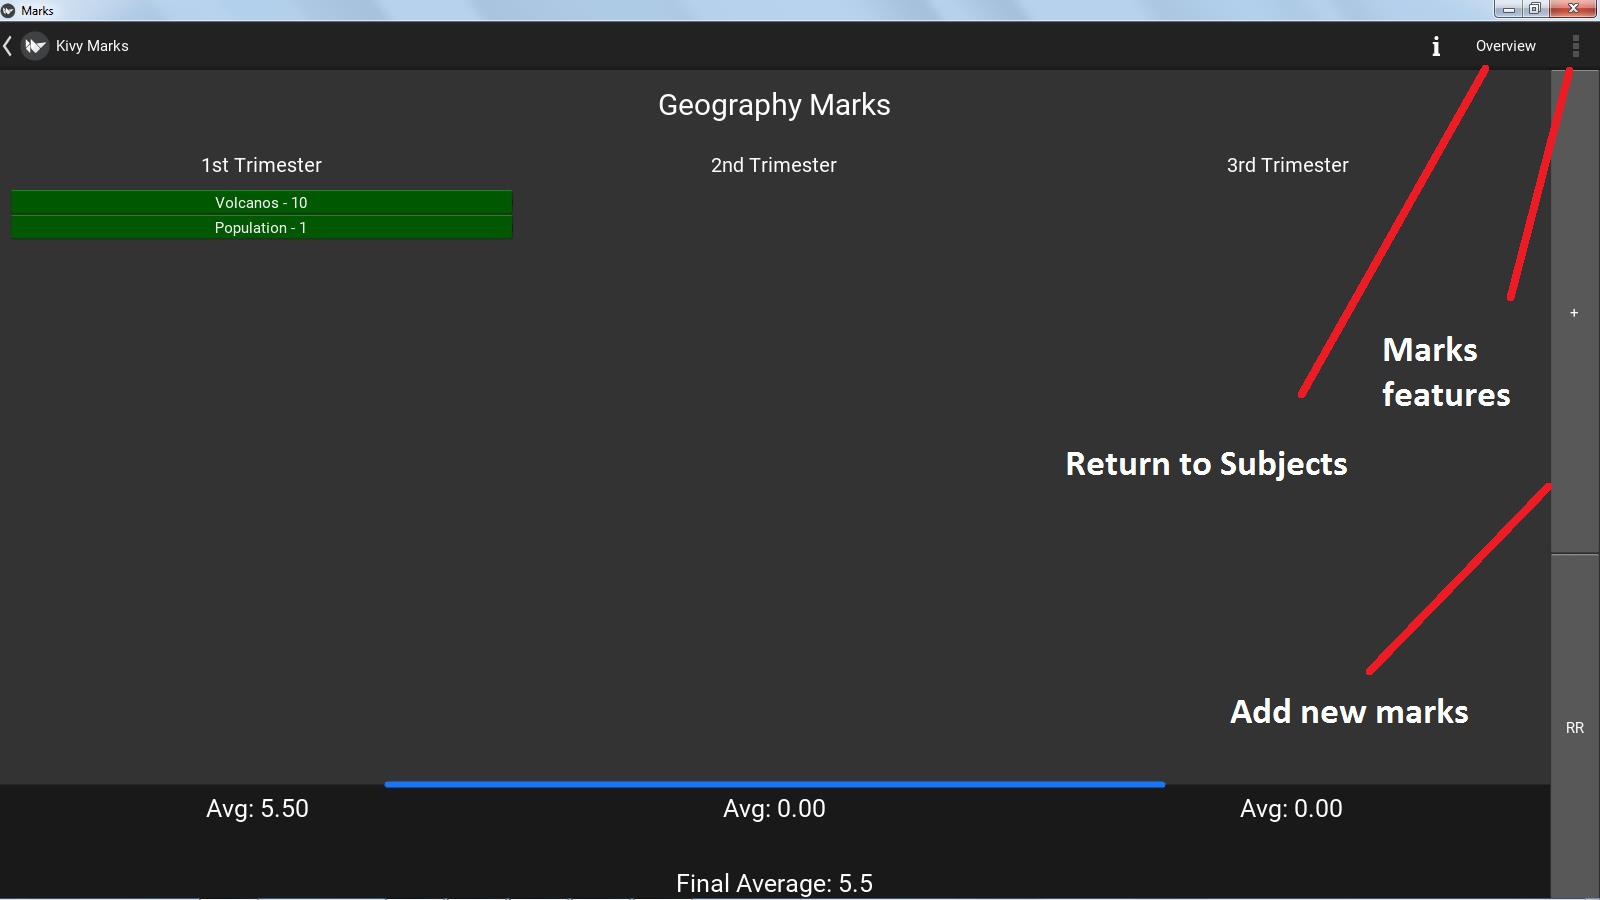 Marks
Kivy Marks
i
Overview
Geography Marks
1st Trimester
2nd Trimester
3rd Trimester
Volcanos - 10
Population - 1
+
Marks
features
Return to Subjects
Add new marks
RR
Avg: 5.50
Avg: 0.00
Avg: 0.00
Final Average: 5.5